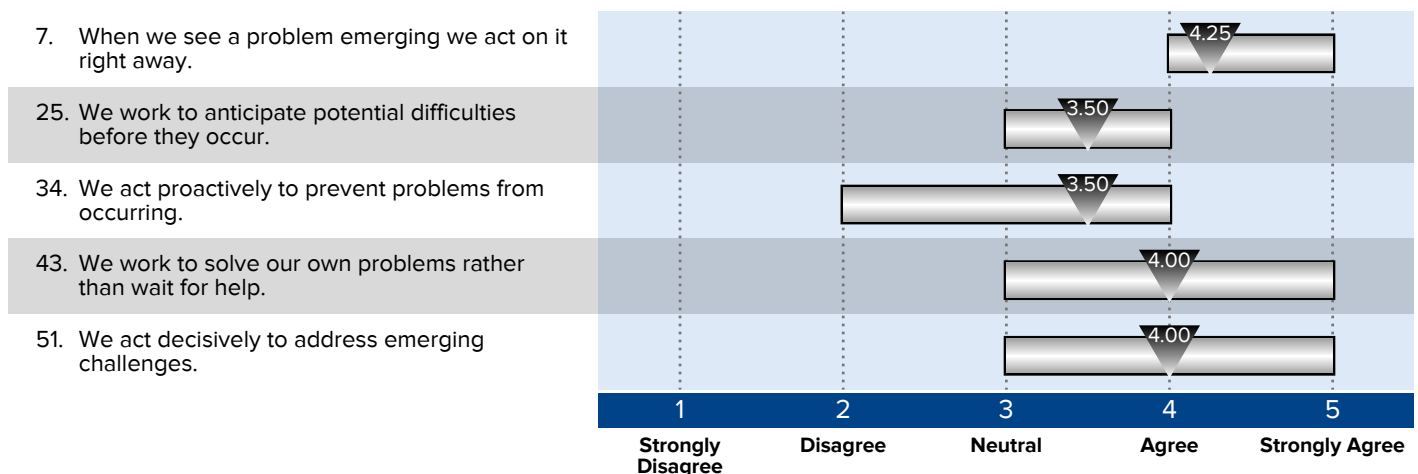 7. When we see a problem emerging we act on it
right away.
4.25
25. We work to anticipate potential difficulties
before they occur.
3.50
34. We act proactively to prevent problems from
occurring.
3.50
43. We work to solve our own problems rather
than wait for help.
4.00
51. We act decisively to address emerging
challenges.
4.00
1 2 3 4 5
Strongly Disagree Neutral Agree Strongly Agree
Disagree